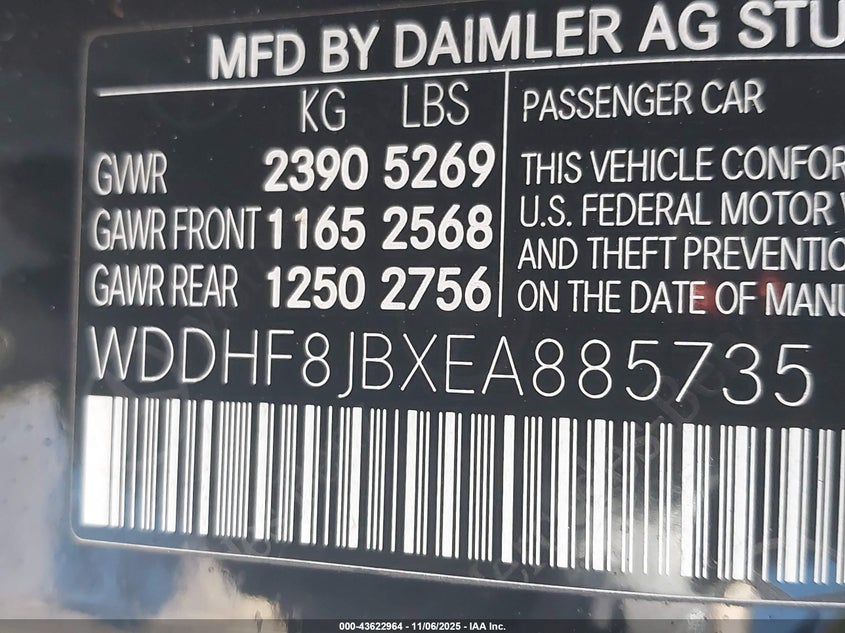 MFD BY DAIMLER AG STU
KG LBS
GVWR 2390 5269
GAWR FRONT 1165 2568
GAWR REAR 1250 2756
PASSENGER CAR
THIS VEHICLE CONFOR
U.S. FEDERAL MOTOR V
AND THEFT PREVENTIO
ON THE DATE OF MANU
WDDHF8JBXEA885735
000-43622964 - 11/06/2025 - IAA Inc.